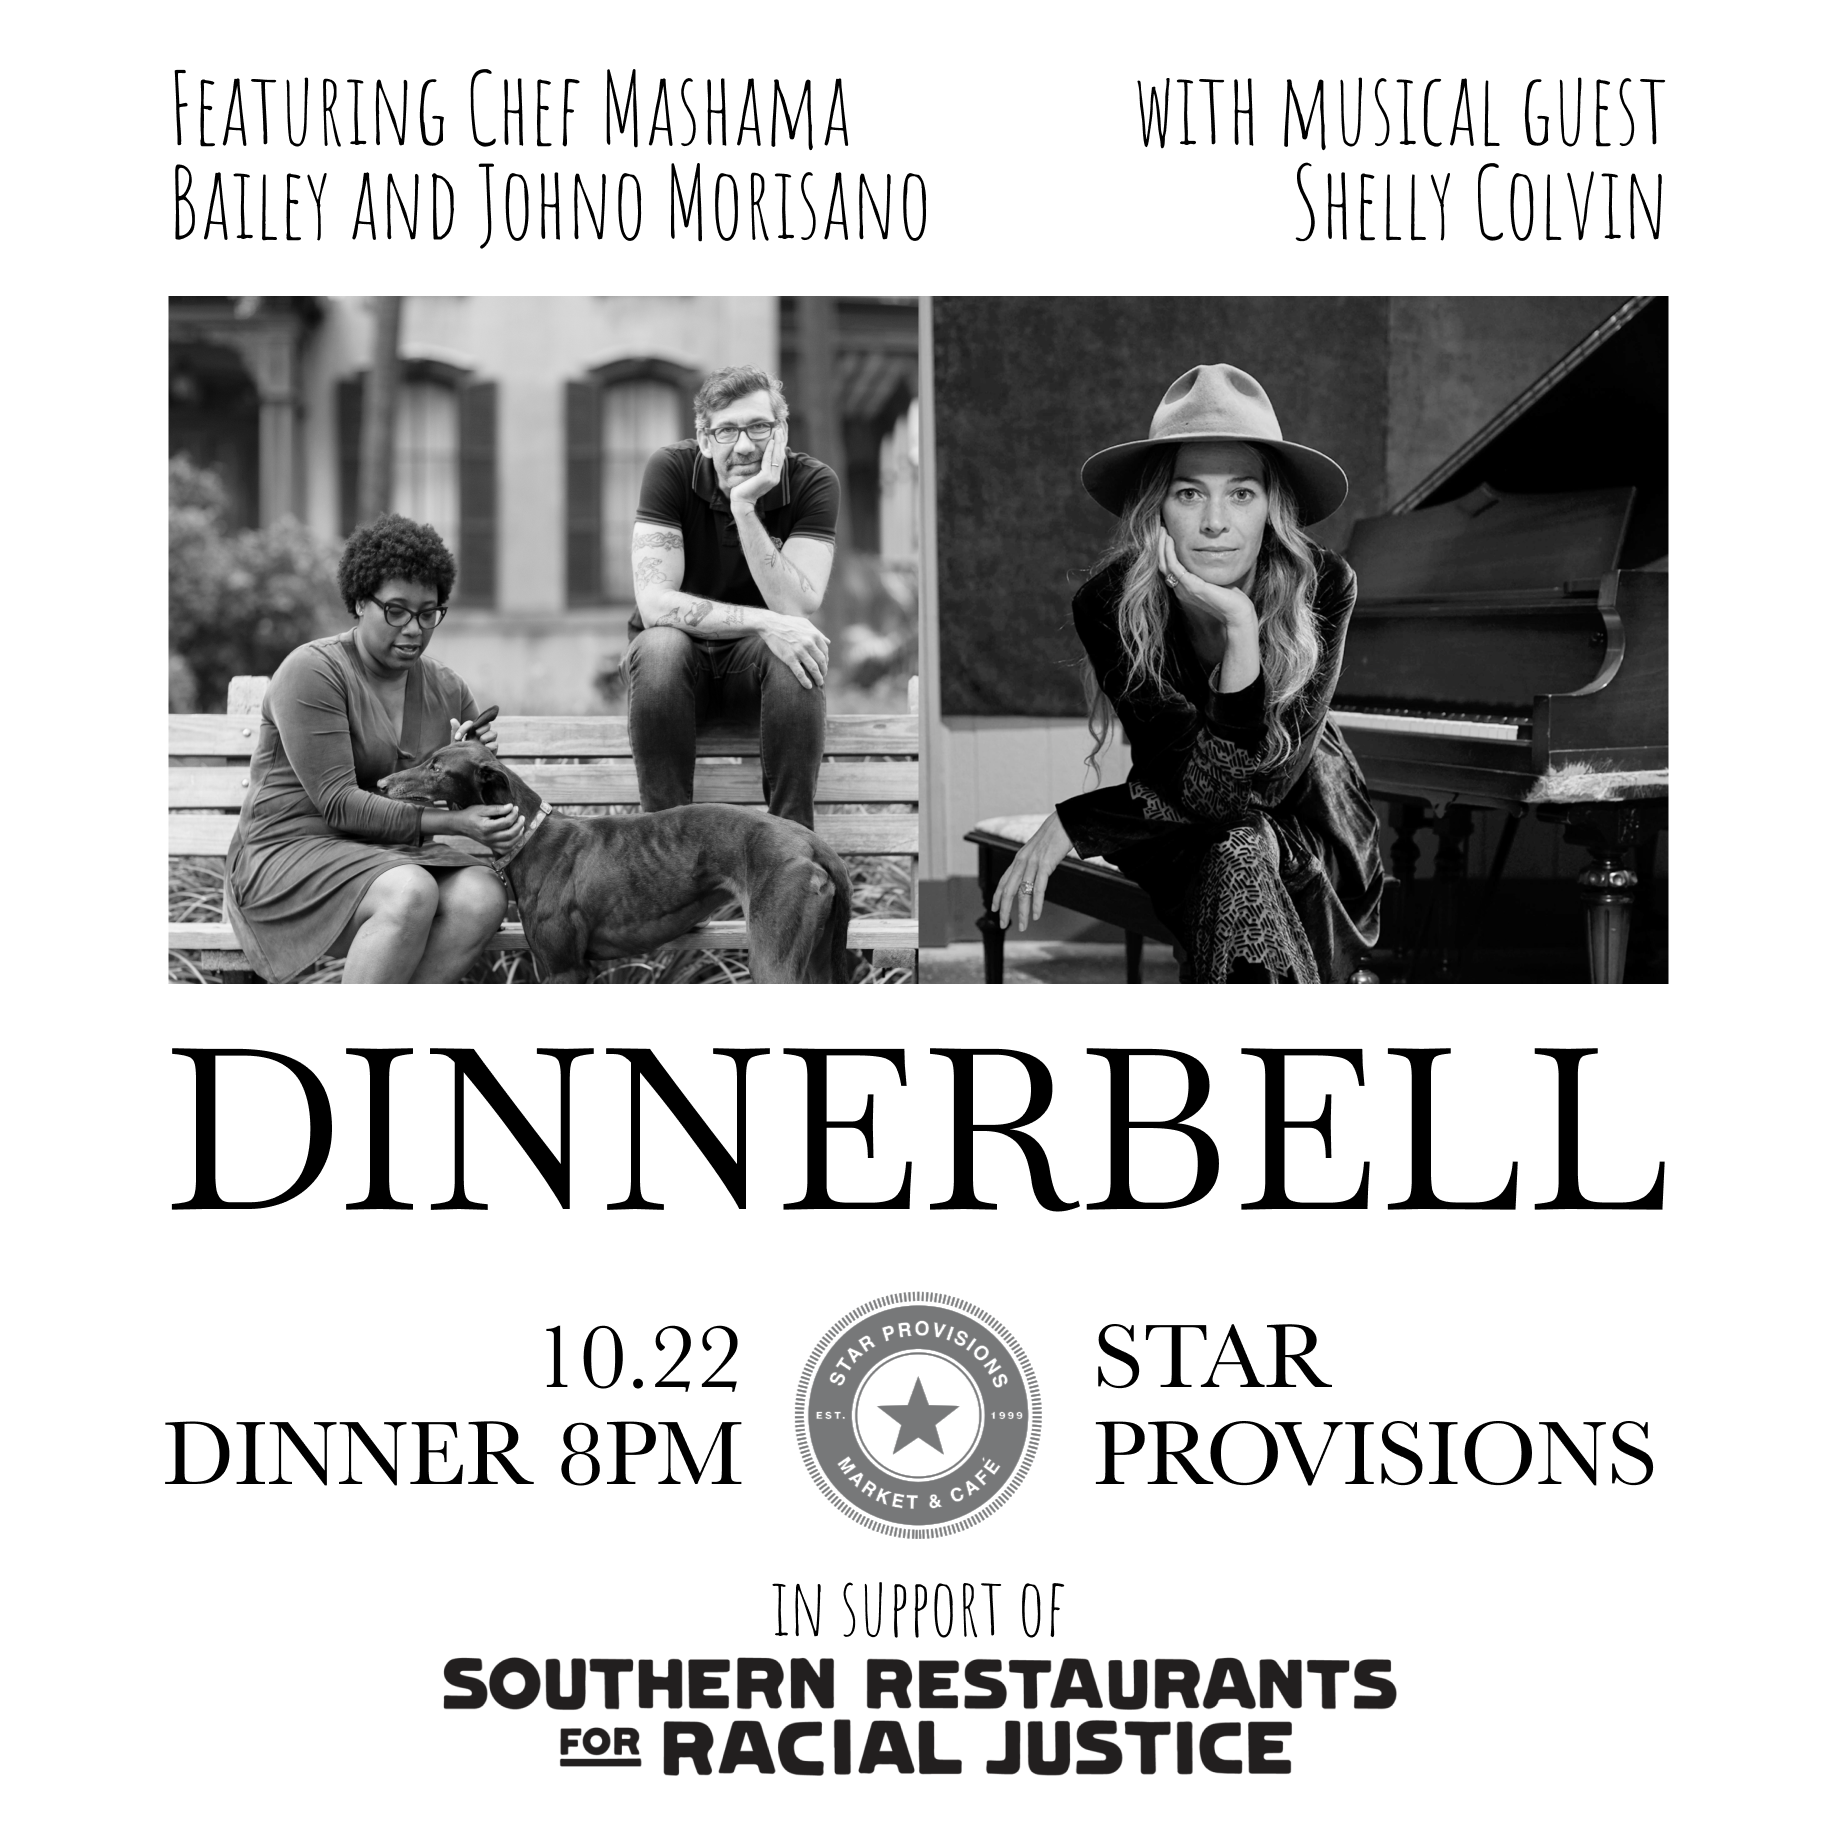 Featuring Chef Mashama
Bailey and Johno Morisano
with musical guest
Shelly Colvin
DINNERBELL
10.22
DINNER 8PM
STAR PROVISIONS
EST. 1999
MARKET & CAFÉ
STAR
PROVISIONS
in support of
SOUTHERN RESTAURANTS
FOR RACIAL JUSTICE